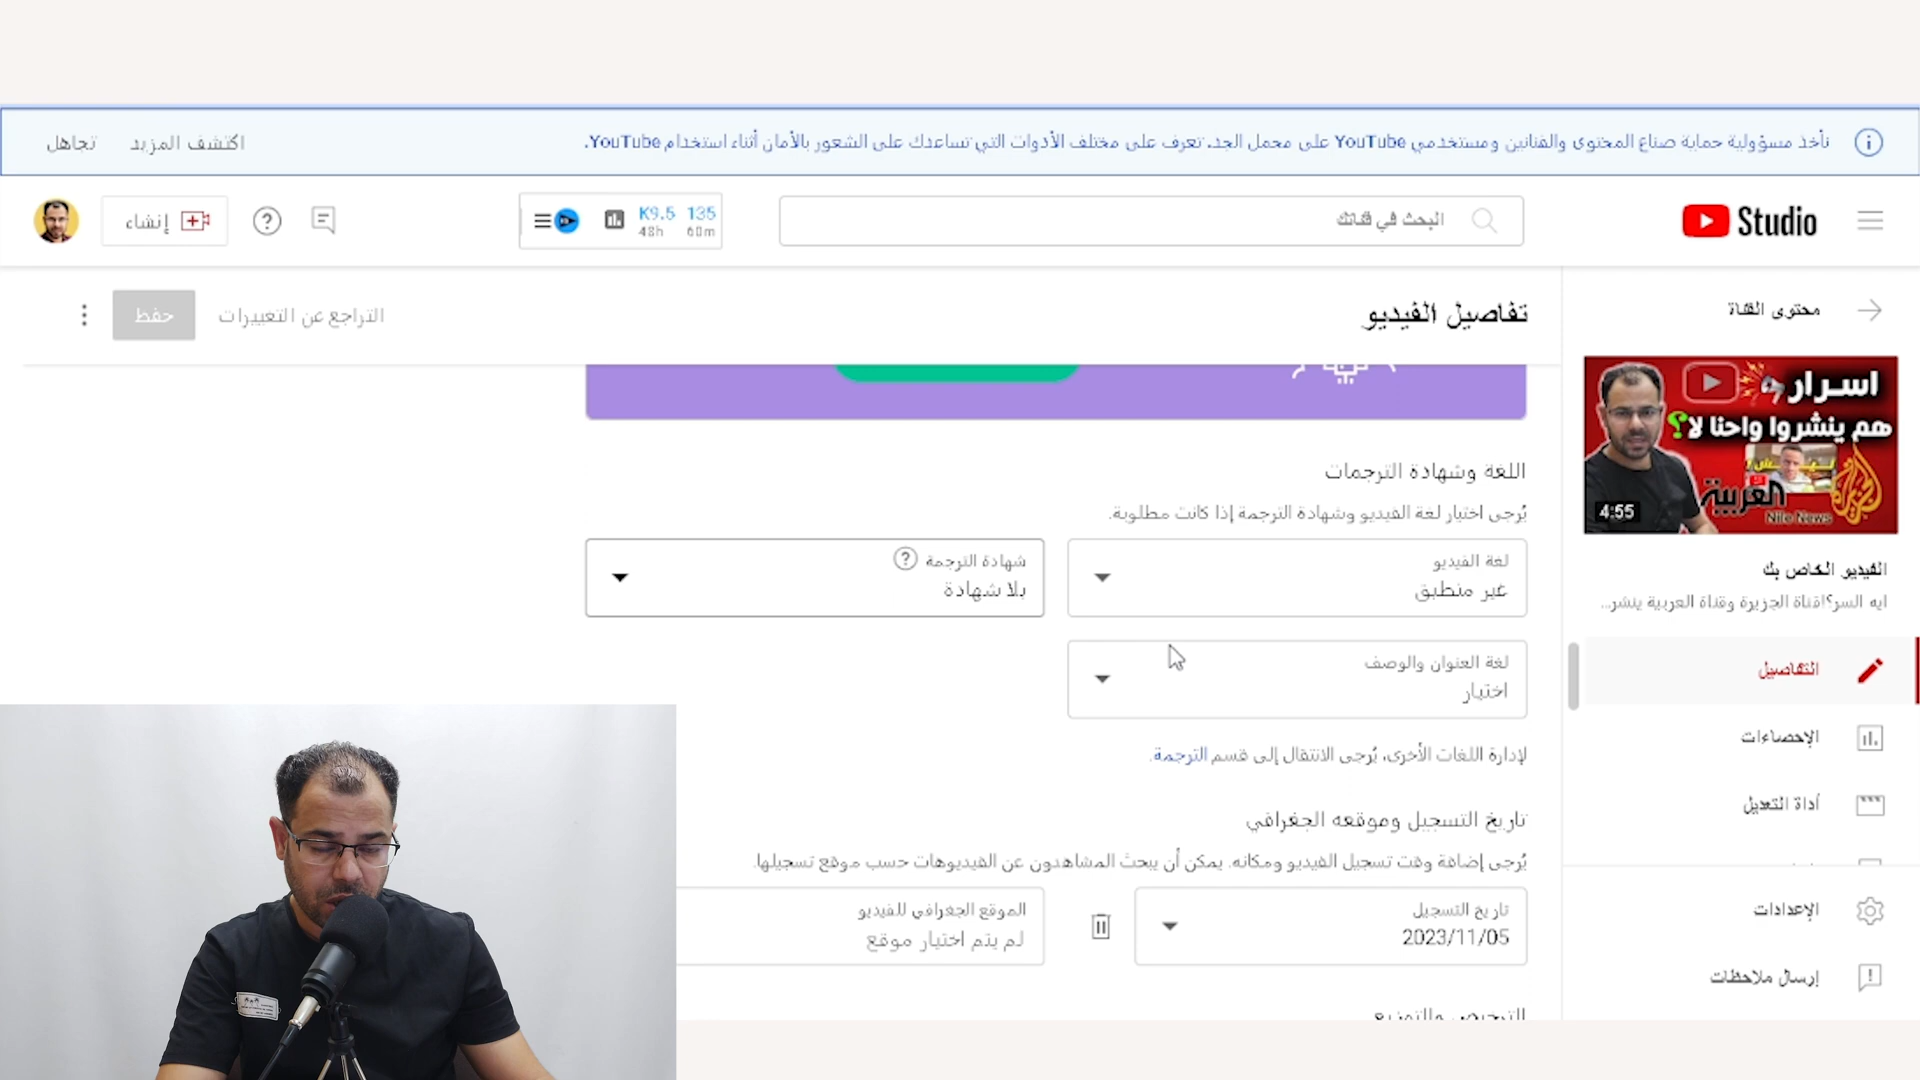 نأخذ مسؤولية حماية صناع المحتوى والفنانين ومستخدمي YouTube على محمل الجد. تعرف على مختلف الأدوات التي تساعدك على الشعور بالأمان أثناء استخدام YouTube.
اكتشف المزيد
تجاهل
Studio
البحث في قناتك
K9.5 135
48h 60m
إنشاء
محتوى القناة
تفاصيل الفيديو
التراجع عن التغييرات
حفظ
اسرار
هم ينشروا واحنا لا؟
العربية
Nile News
4:55
الفيديو الخاص بك
ايه السر؟!قناة الجزيرة وقناة العربية ينشر...
التفاصيل
الإحصاءات
أداة التعديل
الإعدادات
إرسال ملاحظات
اللغة وشهادة الترجمات
يُرجى اختيار لغة الفيديو وشهادة الترجمة إذا كانت مطلوبة.
لغة الفيديو
غير منطبق
شهادة الترجمة
بلا شهادة
لغة العنوان والوصف
اختيار
لإدارة اللغات الأخرى، يُرجى الانتقال إلى قسم الترجمة.
تاريخ التسجيل وموقعه الجغرافي
يُرجى إضافة وقت تسجيل الفيديو ومكانه. يمكن أن يبحث المشاهدون عن الفيديوهات حسب موقع تسجيلها.
تاريخ التسجيل
2023/11/05
الموقع الجغرافي للفيديو
لم يتم اختيار موقع
الترخيص والتوزيع